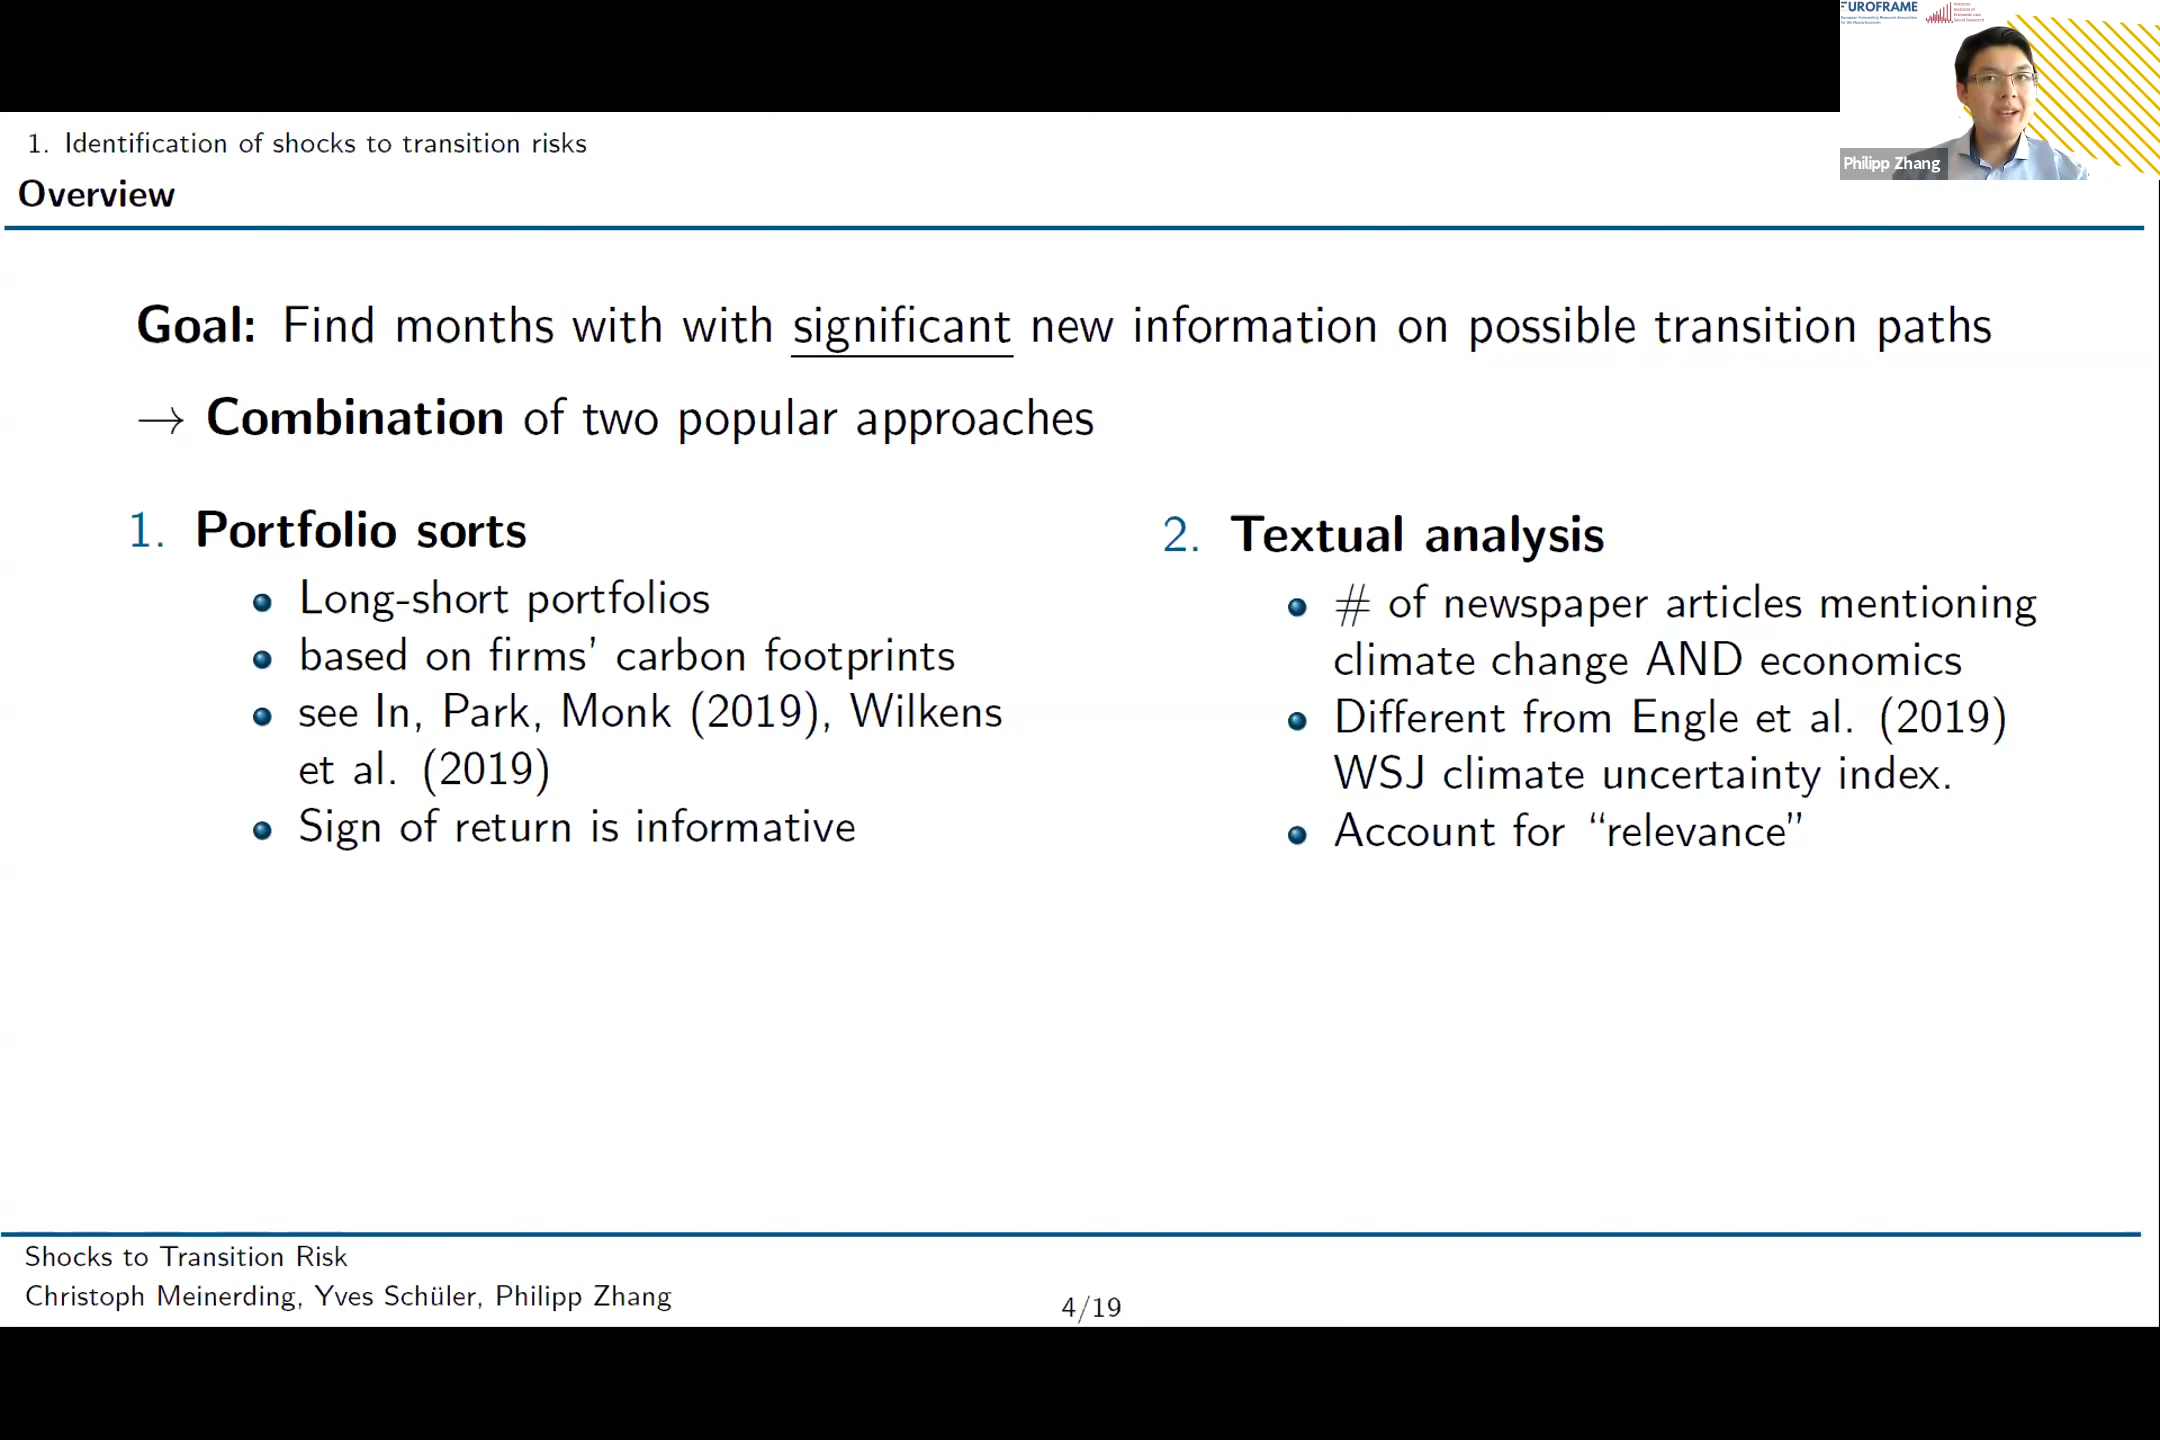 UROFRAME
Philipp Zhang
1. Identification of shocks to transition risks
Overview
Goal: Find months with with significant new information on possible transition paths
→ Combination of two popular approaches
1. Portfolio sorts
Long-short portfolios
based on firms’ carbon footprints
see In, Park, Monk (2019), Wilkens
et al. (2019)
Sign of return is informative
2. Textual analysis
# of newspaper articles mentioning
climate change AND economics
Different from Engle et al. (2019)
WSJ climate uncertainty index.
Account for “relevance”
Shocks to Transition Risk
Christoph Meinerding, Yves Schüler, Philipp Zhang
4/19